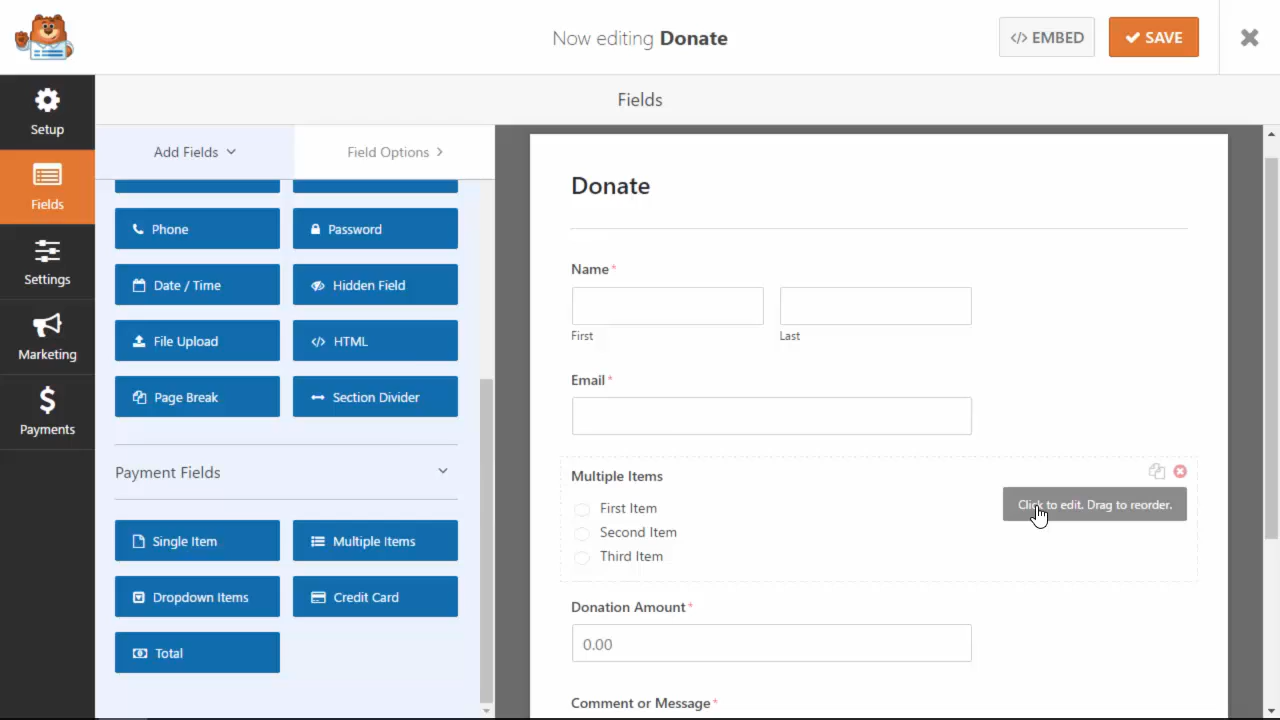 Now editing Donate
</> EMBED
SAVE
Setup
Fields
Settings
Marketing
Payments
Fields
Add Fields
Field Options
Phone
Password
Date / Time
Hidden Field
File Upload
</> HTML
Page Break
Section Divider
Payment Fields
Single Item
Multiple Items
Dropdown Items
Credit Card
Total
Donate
Name *
First
Last
Email *
Multiple Items
First Item
Second Item
Third Item
Click to edit. Drag to reorder.
Donation Amount *
0.00
Comment or Message *